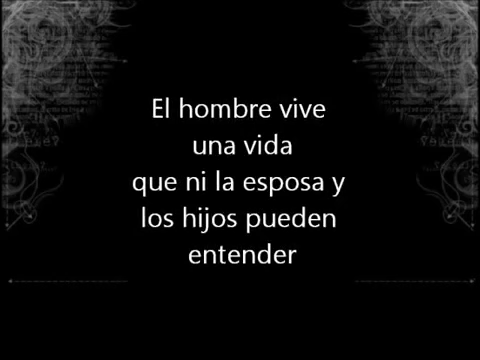 El hombre vive
una vida
que ni la esposa y
los hijos pueden
entender